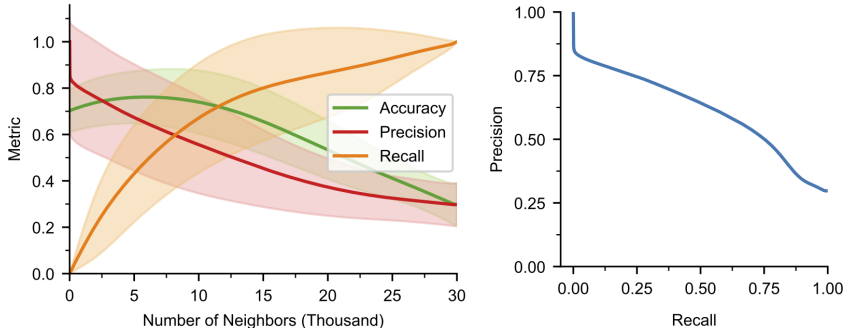 1.0
0.8
0.6
0.4
0.2
0.0
Metric
0 5 10 15 20 25 30
Number of Neighbors (Thousand)
Accuracy
Precision
Recall
1.00
0.75
0.50
0.25
0.00
Precision
0.00 0.25 0.50 0.75 1.00
Recall